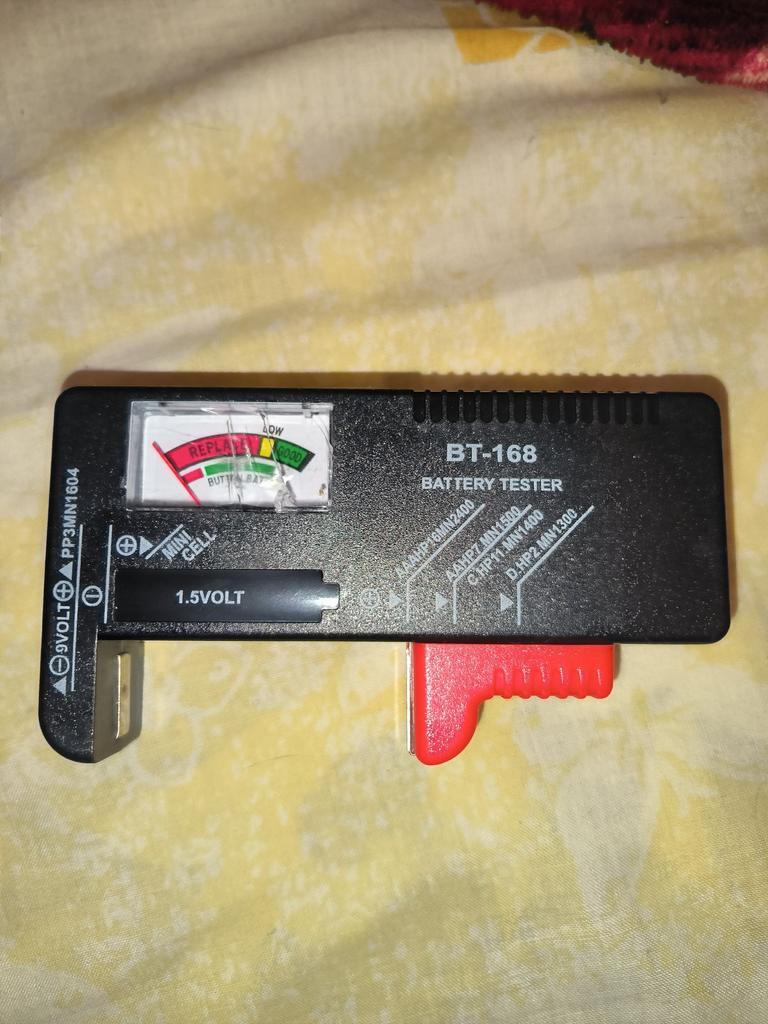 LOW
REPLACE GOOD
BUTTON BAT
BT-168
BATTERY TESTER
⊖9VOLT⊕ PP3MN1604
⊕ MINI
CELL
⊖
1.5VOLT
⊕
AAAHP16MN2400
AAHP7.MN1500
C.HP11.MN1400
D.HP2.MN1300